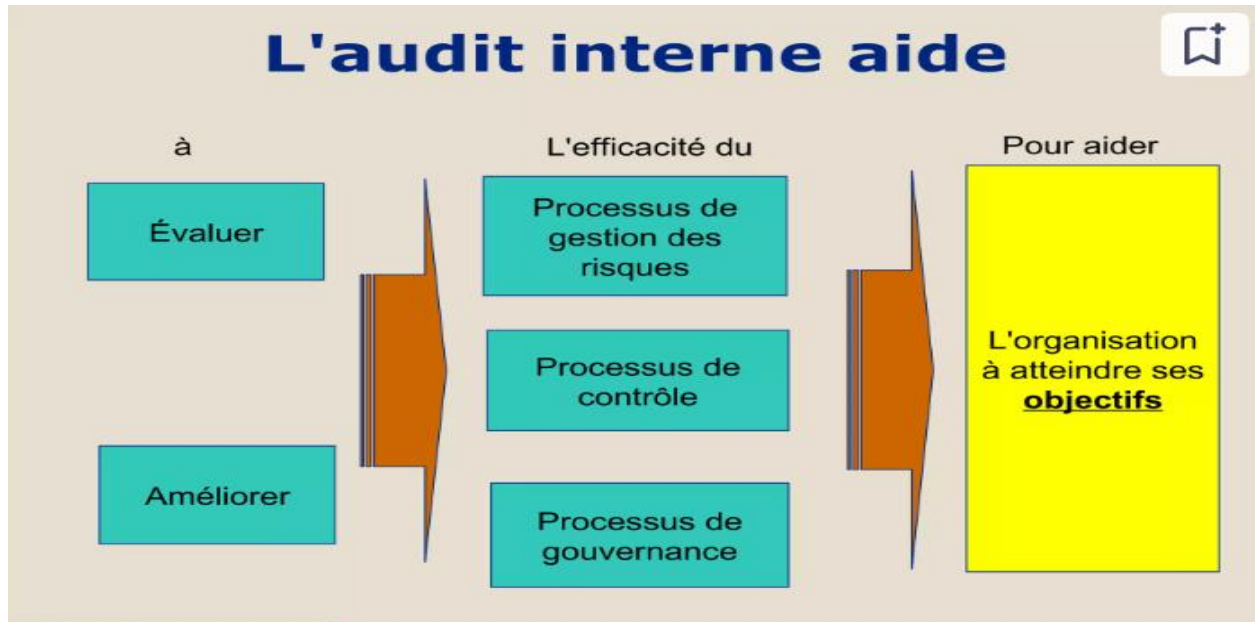 L'audit interne aide
à
Évaluer
Améliorer
L'efficacité du
Processus de
gestion des
risques
Processus de
contrôle
Processus de
gouvernance
Pour aider
L'organisation
à atteindre ses
objectifs